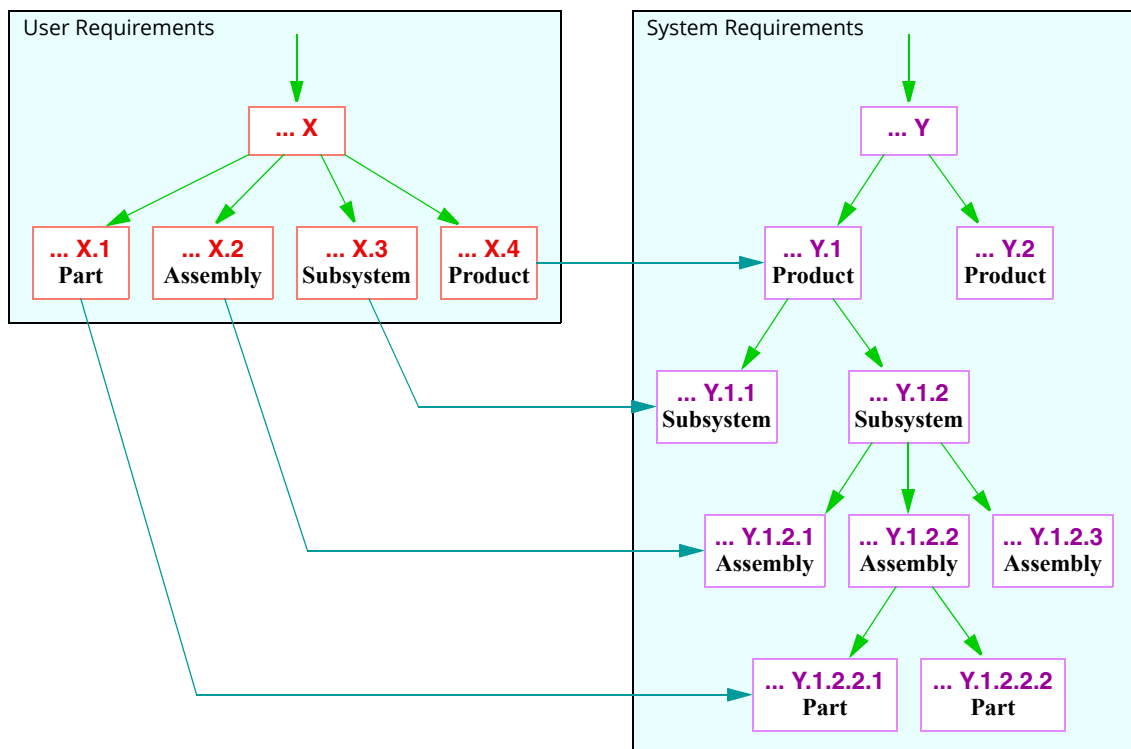 User Requirements
... X
... X.1
Part
... X.2
Assembly
... X.3
Subsystem
... X.4
Product
System Requirements
... Y
... Y.1
Product
... Y.2
Product
... Y.1.1
Subsystem
... Y.1.2
Subsystem
... Y.1.2.1
Assembly
... Y.1.2.2
Assembly
... Y.1.2.3
Assembly
... Y.1.2.2.1
Part
... Y.1.2.2.2
Part